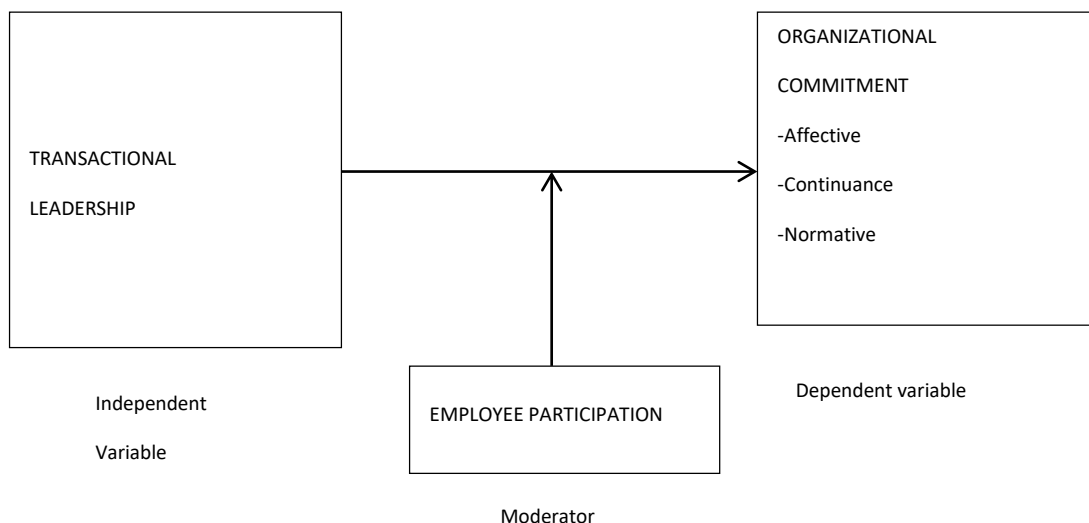 TRANSACTIONAL
LEADERSHIP
Independent
Variable
EMPLOYEE PARTICIPATION
Moderator
ORGANIZATIONAL
COMMITMENT
-Affective
-Continuance
-Normative
Dependent variable